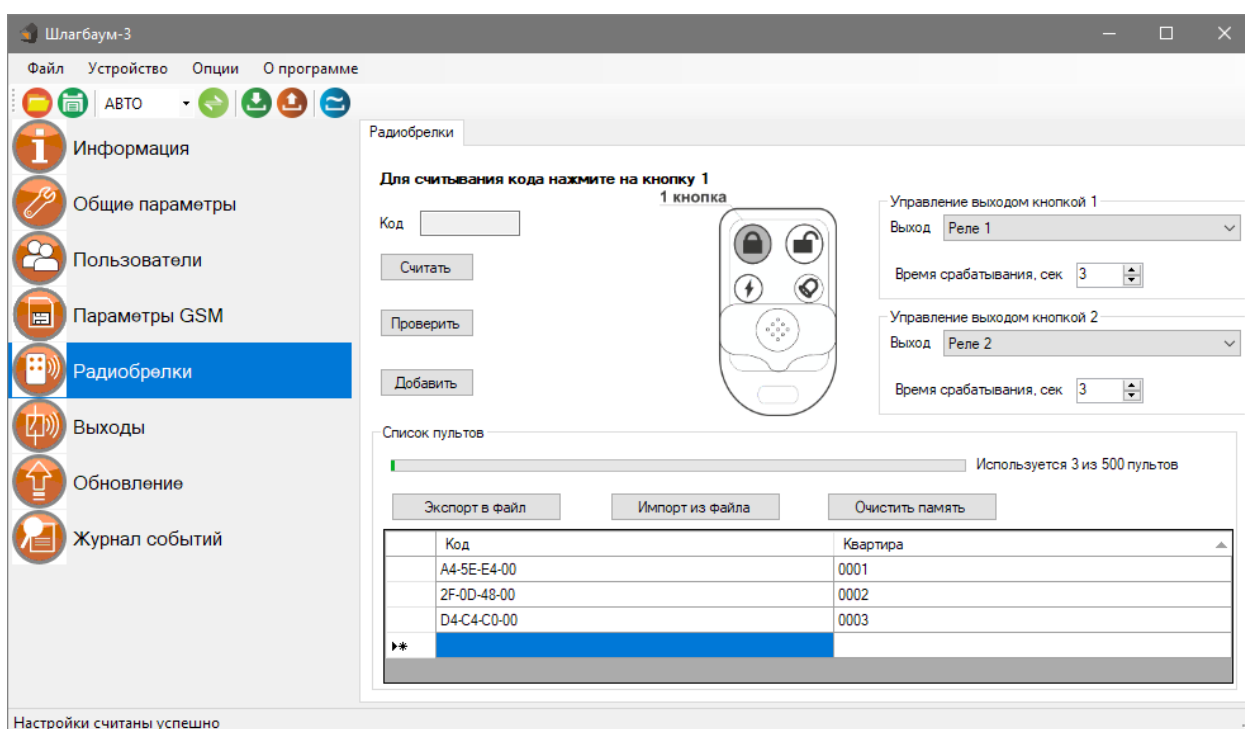 Шлагбаум-3
Файл Устройство Опции О программе
АВТО
Информация
Общие параметры
Пользователи
Параметры GSM
Радиобрелки
Выходы
Обновление
Журнал событий
Радиобрелки
Для считывания кода нажмите на кнопку 1
1 кнопка
Код
Считать
Проверить
Добавить
Управление выходом кнопкой 1
Выход Реле 1
Время срабатывания, сек 3
Управление выходом кнопкой 2
Выход Реле 2
Время срабатывания, сек 3
Список пультов
Используется 3 из 500 пультов
Экспорт в файл Импорт из файла Очистить память
Код Квартира
A4-5E-E4-00 0001
2F-0D-48-00 0002
D4-C4-C0-00 0003
Настройки считаны успешно